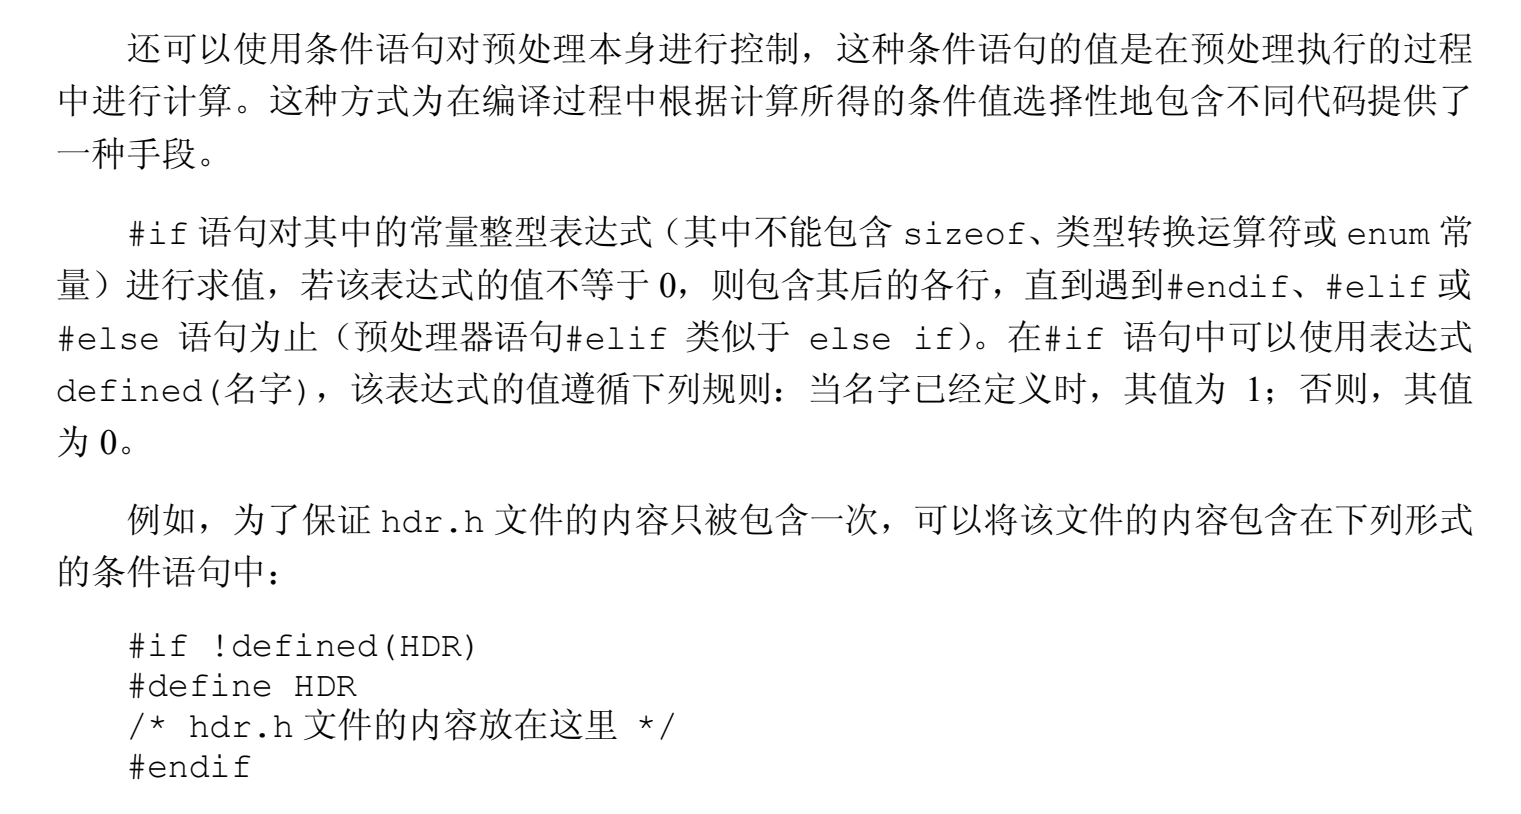 还可以使用条件语句对预处理本身进行控制，这种条件语句的值是在预处理执行的过程
中进行计算。这种方式为在编译过程中根据计算所得的条件值选择性地包含不同代码提供了
一种手段。
#if 语句对其中的常量整型表达式（其中不能包含 sizeof、类型转换运算符或 enum 常
量）进行求值，若该表达式的值不等于 0，则包含其后的各行，直到遇到#endif、#elif 或
#else 语句为止（预处理器语句#elif 类似于 else if）。在#if 语句中可以使用表达式
defined(名字)，该表达式的值遵循下列规则：当名字已经定义时，其值为 1；否则，其值
为 0。
例如，为了保证 hdr.h 文件的内容只被包含一次，可以将该文件的内容包含在下列形式
的条件语句中：
#if !defined(HDR)
#define HDR
/* hdr.h 文件的内容放在这里 */
#endif